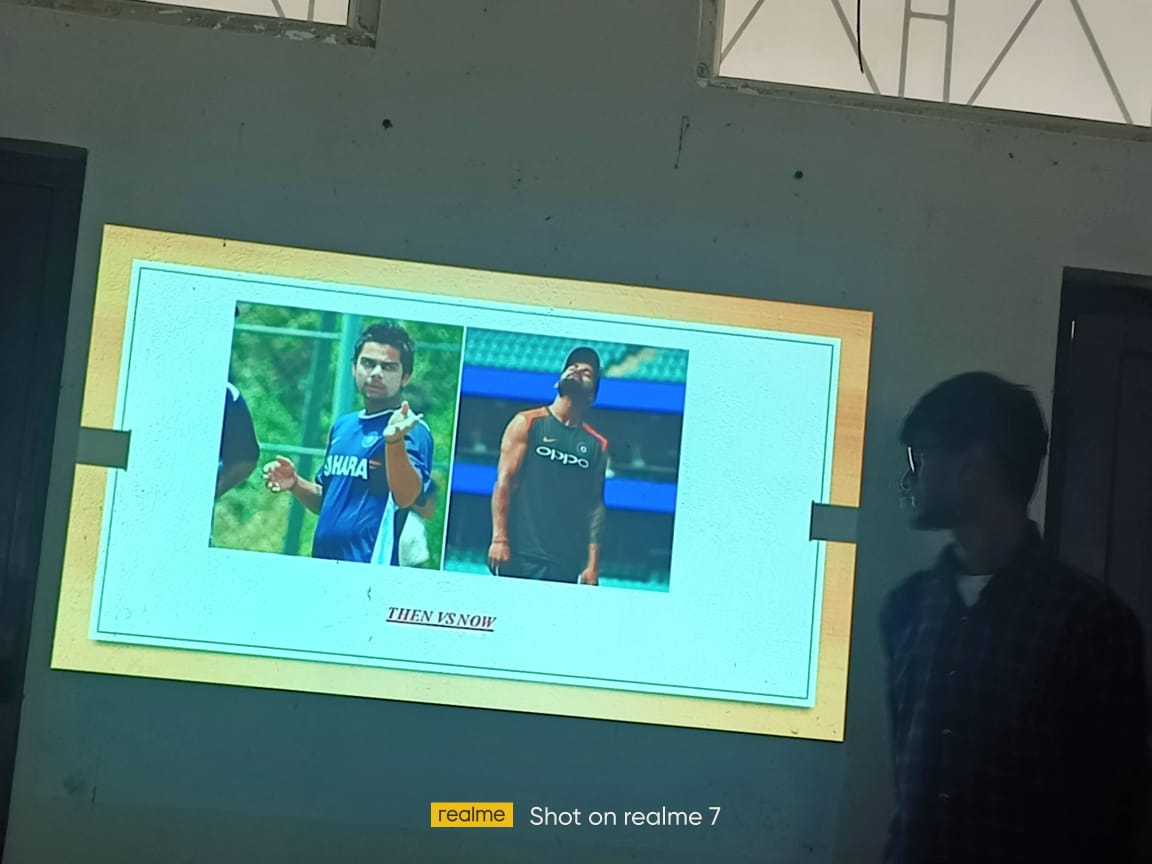 SAHARA
oppo
THEN VS NOW
realme Shot on realme 7